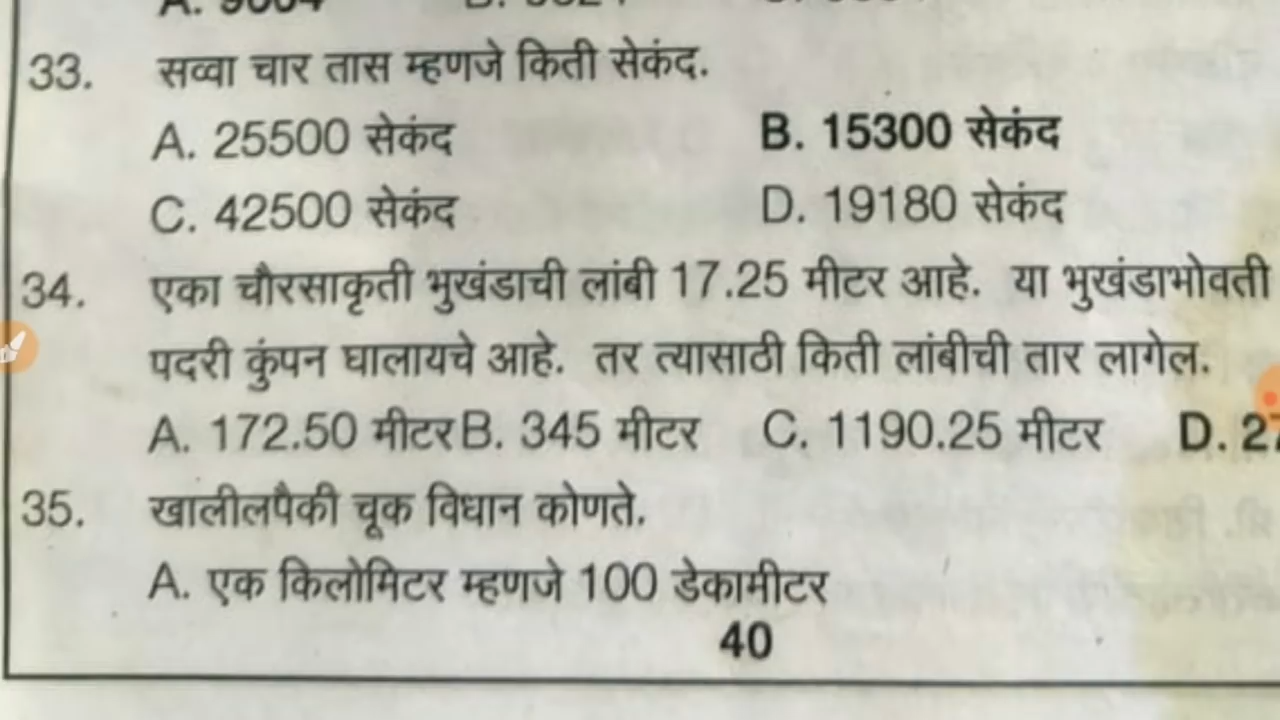 33. सव्वा चार तास म्हणजे किती सेकंद.
A. 25500 सेकंद B. 15300 सेकंद
C. 42500 सेकंद D. 19180 सेकंद
34. एका चौरसाकृती भुखंडाची लांबी 17.25 मीटर आहे. या भुखंडाभोवती
पदरी कुंपन घालायचे आहे. तर त्यासाठी किती लांबीची तार लागेल.
A. 172.50 मीटर B. 345 मीटर C. 1190.25 मीटर D.
35. खालीलपैकी चूक विधान कोणते.
A. एक किलोमिटर म्हणजे 100 डेकामीटर
40